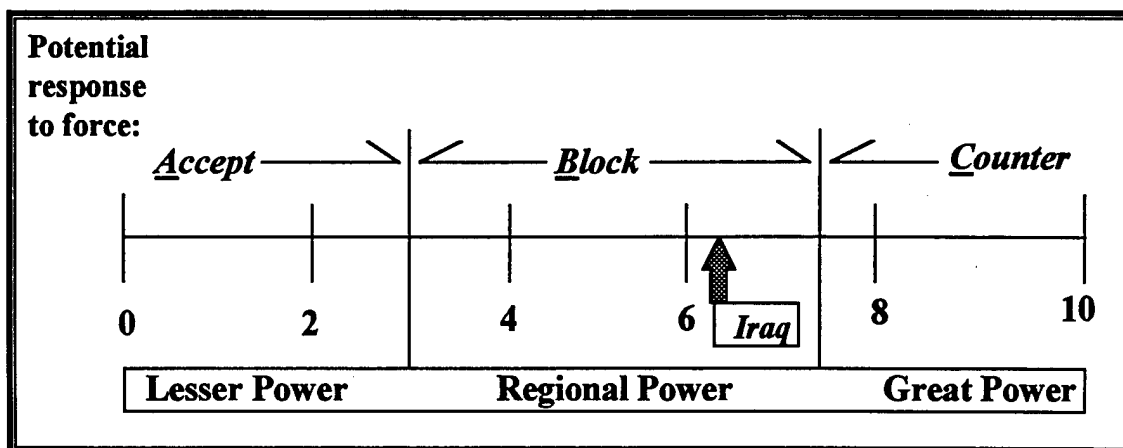 Potential
response
to force:
Accept Block Counter
0 2 4 6 8 10
Iraq
Lesser Power Regional Power Great Power